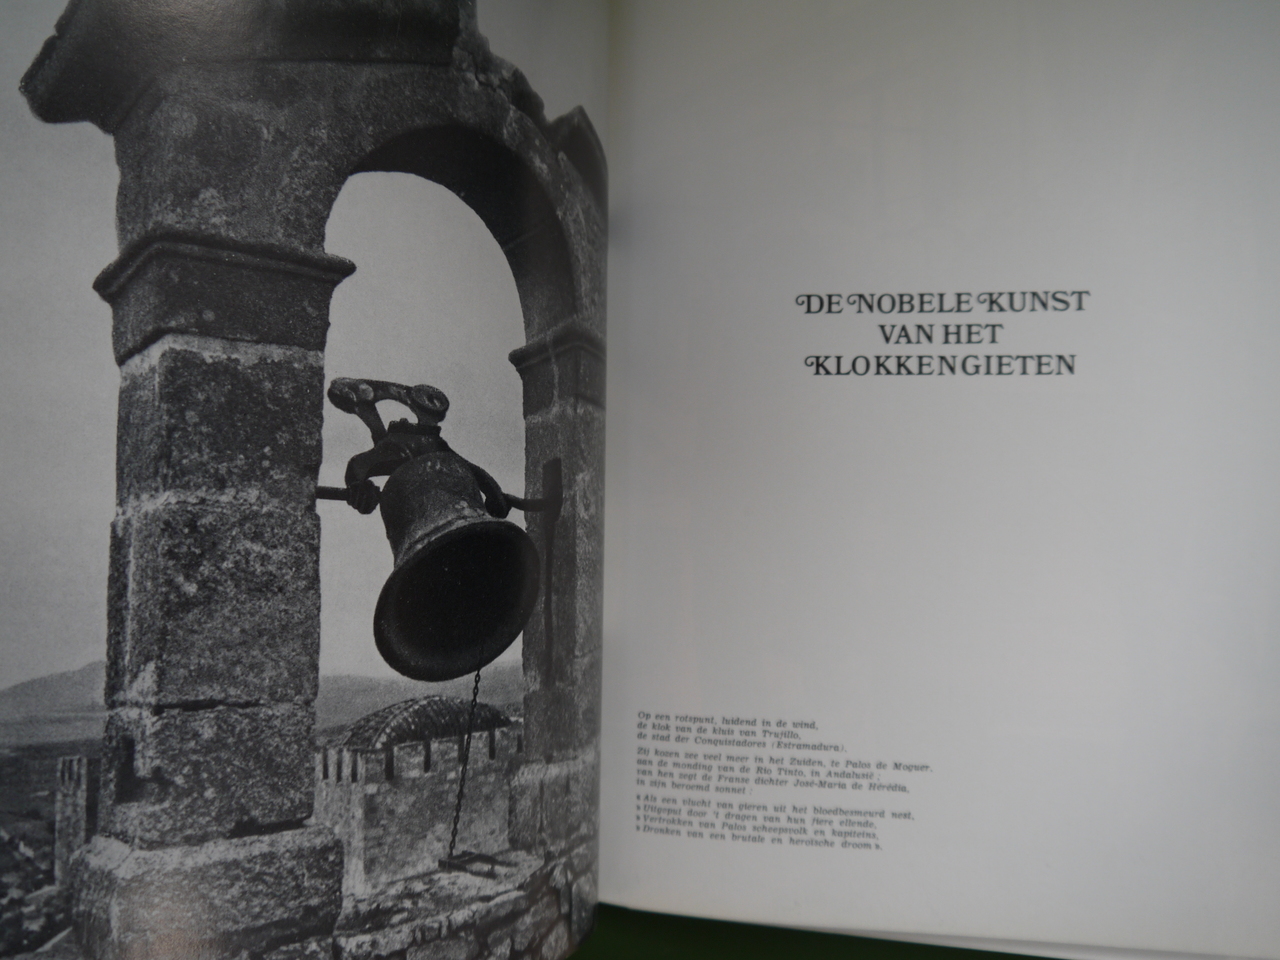 DE NOBELE KUNST
VAN HET
KLOKKENGIETEN
Op een rotspunt, luidend in de wind,
de klok van de kluis van Trujillo,
de stad der Conquistadores (Estramadura).
Zij kozen zee veel meer in het Zuiden, te Palos de Moguer,
aan de monding van de Rio Tinto, in Andalusië ;
van hen zegt de Franse dichter José-Maria de Hérédia,
in zijn beroemd sonnet :
« Als een vlucht van gieren uit het bloedbesmeurd nest,
» Uitgeput door 't dragen van hun fiere ellende,
» Vertrokken van Palos scheepsvolk en kapiteins,
» Dronken van een brutale en heroïsche droom ».